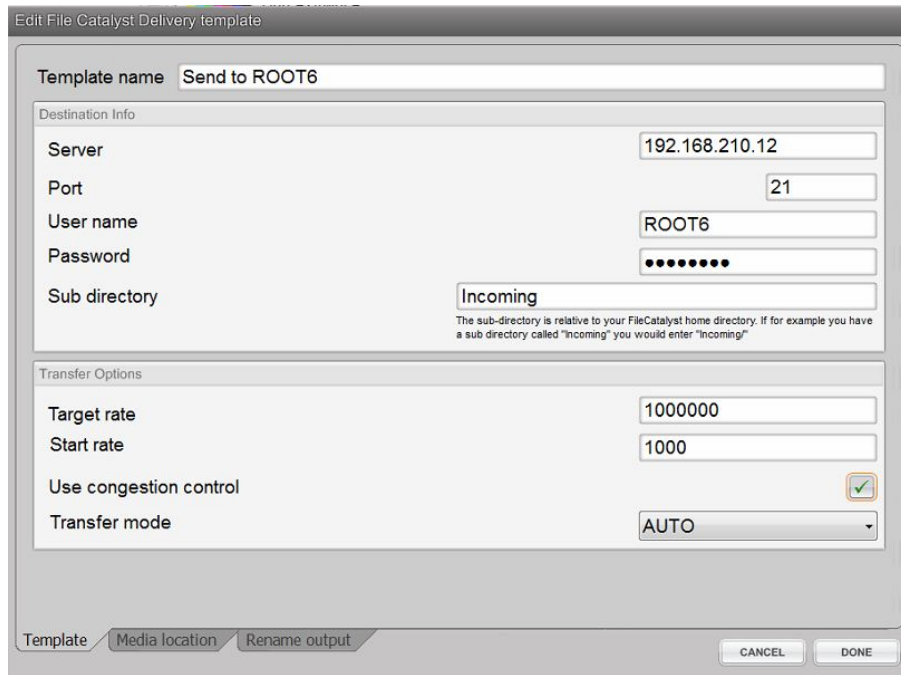 Edit File Catalyst Delivery template
Template name Send to ROOT6
Destination Info
Server 192.168.210.12
Port 21
User name ROOT6
Password ●●●●●●●●
Sub directory Incoming
The sub-directory is relative to your FileCatalyst home directory. If for example you have
a sub directory called "Incoming" you would enter "Incoming/"
Transfer Options
Target rate 1000000
Start rate 1000
Use congestion control
Transfer mode AUTO
Template Media location Rename output
CANCEL DONE